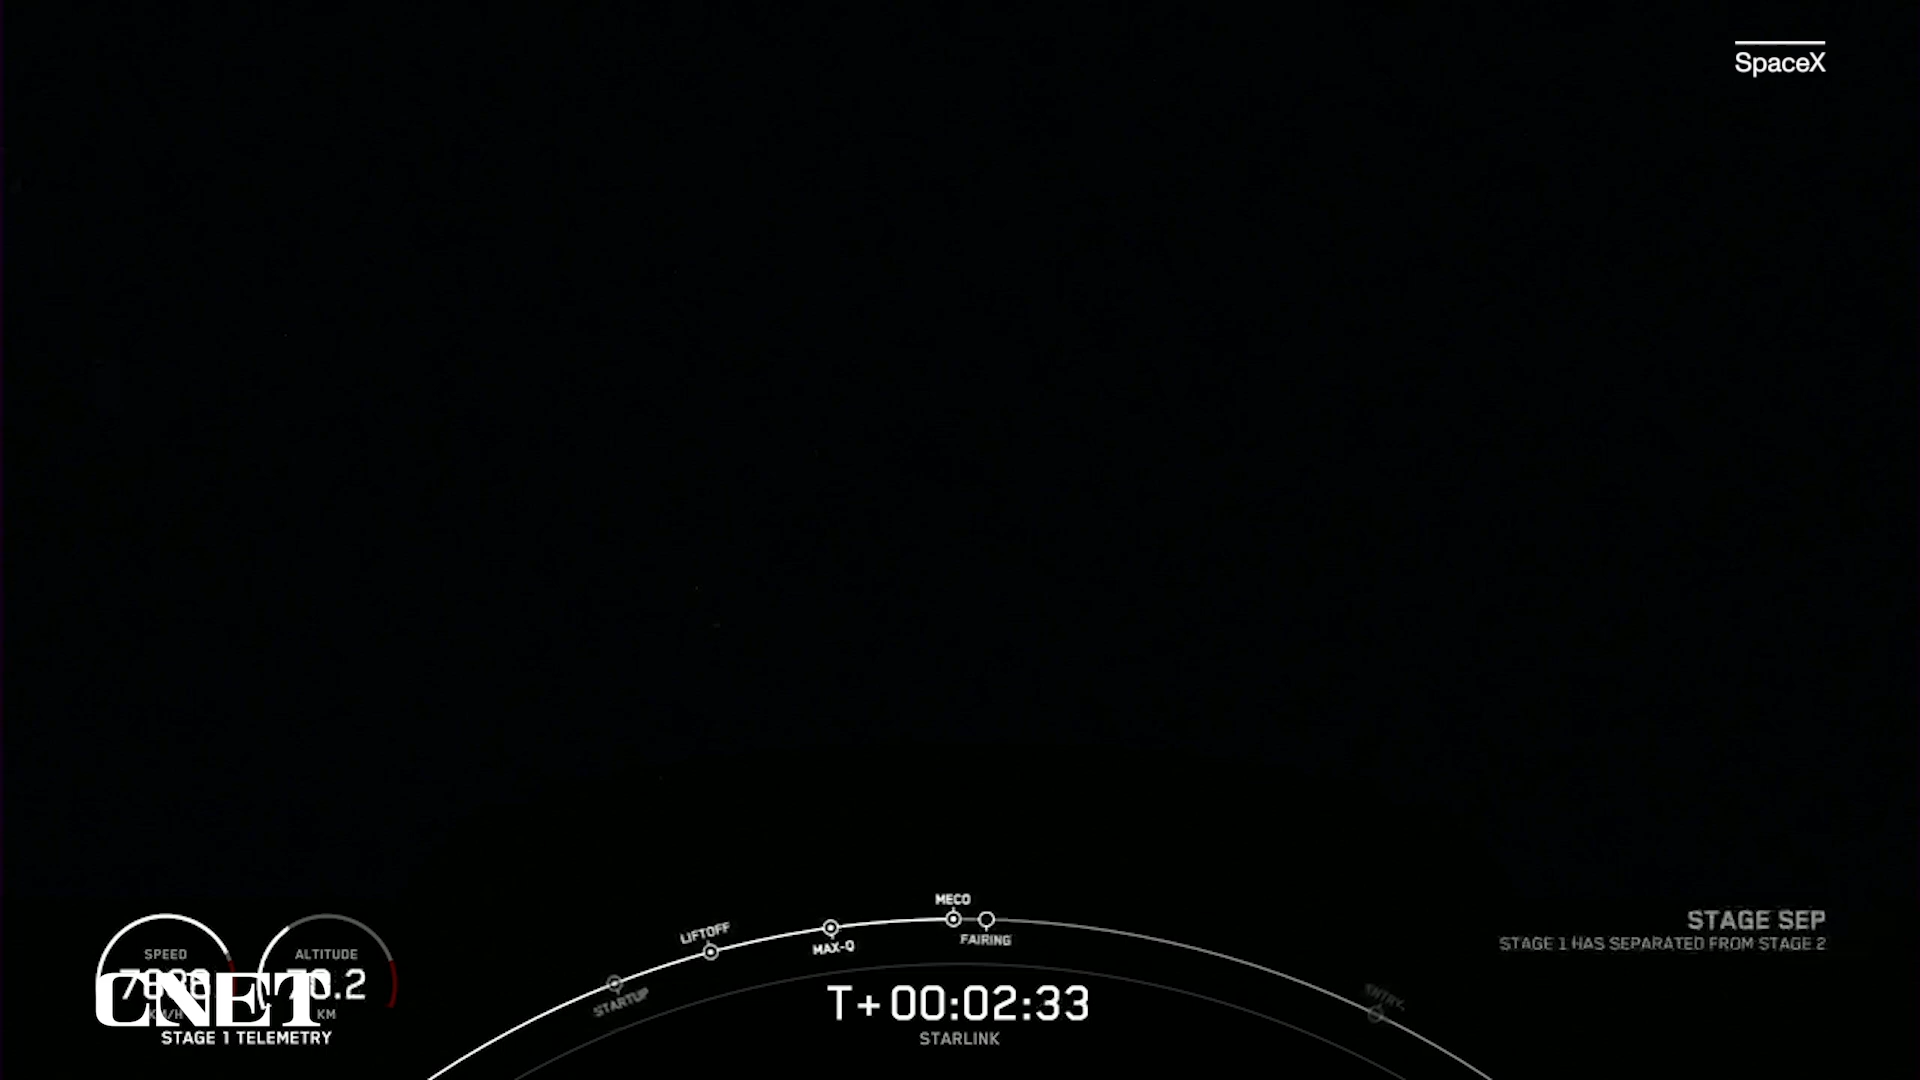 SpaceX
MECO
LIFTOFF
MAX-Q
FAIRING
STARTUP
ENTRY
STAGE SEP
STAGE 1 HAS SEPARATED FROM STAGE 2
SPEED
ALTITUDE
CNET
KM
STAGE 1 TELEMETRY
T+00:02:33
STARLINK